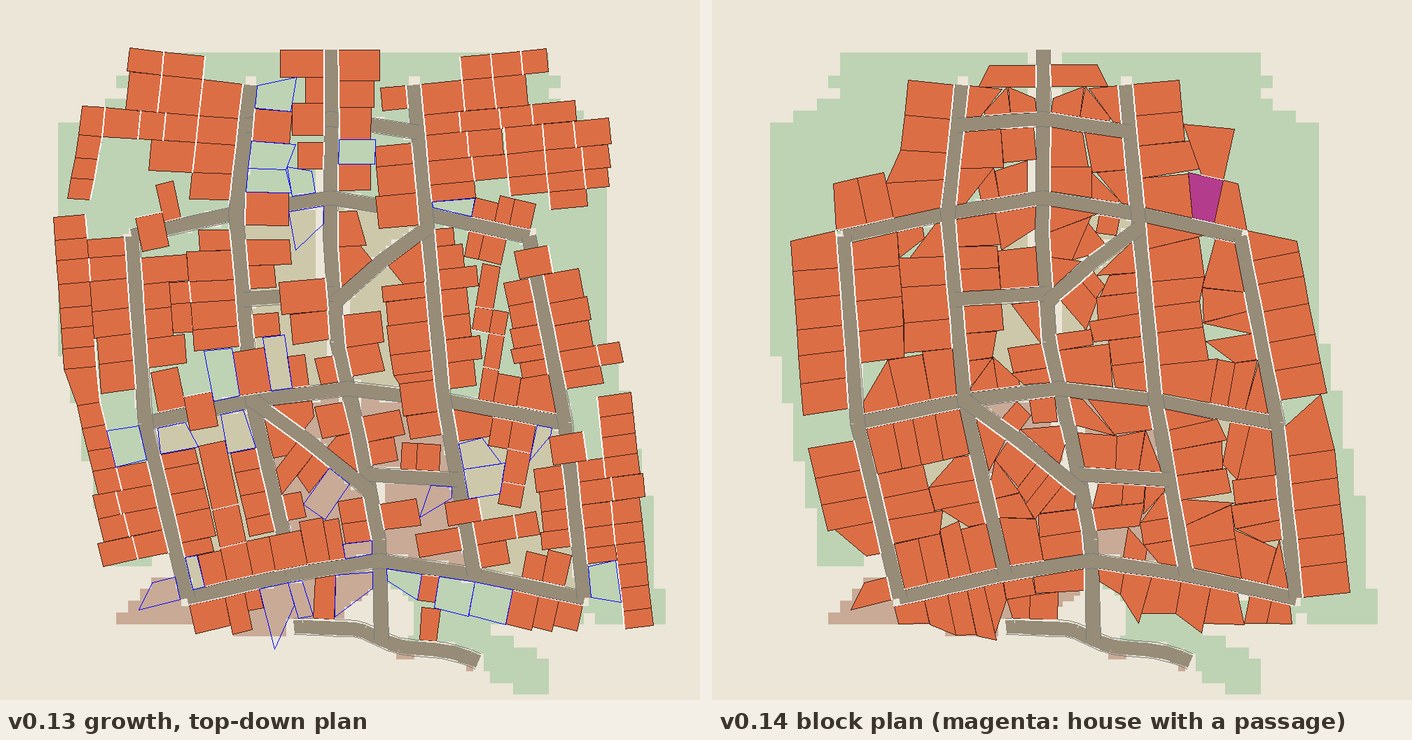 v0.13 growth, top-down plan
v0.14 block plan (magenta: house with a passage)